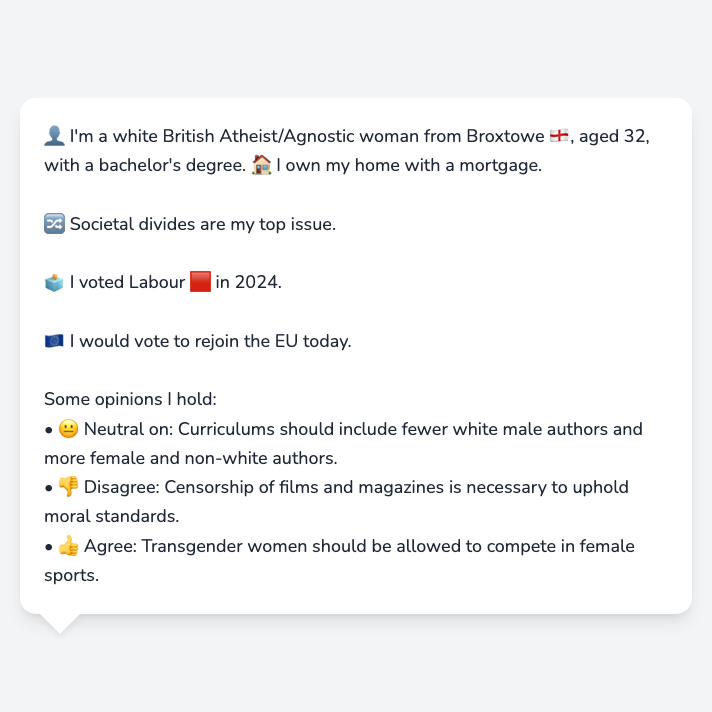 👤 I'm a white British Atheist/Agnostic woman from Broxtowe 🏴󠁧󠁢󠁥󠁮󠁧󠁿, aged 32,
with a bachelor's degree. 🏠 I own my home with a mortgage.
🔀 Societal divides are my top issue.
🗳️ I voted Labour 🟥 in 2024.
🇪🇺 I would vote to rejoin the EU today.
Some opinions I hold:
• 😐 Neutral on: Curriculums should include fewer white male authors and
more female and non-white authors.
• 👎 Disagree: Censorship of films and magazines is necessary to uphold
moral standards.
• 👍 Agree: Transgender women should be allowed to compete in female
sports.